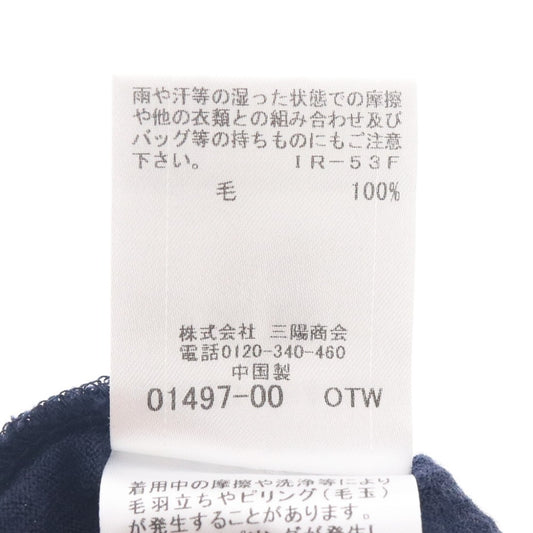 雨や汗等の湿った状態での摩擦
や他の衣類との組み合わせ及び
バッグ等の持ちものにもご注意
下さい。 IR-53F
毛 100%
株式会社 三陽商会
電話0120-340-460
中国製
01497-00 OTW
着用中の摩擦や洗浄等により
毛羽立ちやピリング(毛玉)
が発生することがあります。